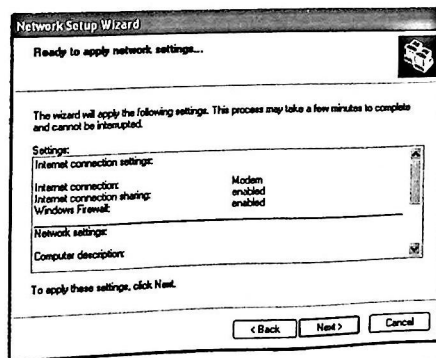 Network Setup Wizard
Ready to apply network settings...
The wizard will apply the following settings. This process may take a few minutes to complete
and cannot be interrupted.
Settings:
Internet connection settings:
Internet connection: Modem
Internet connection sharing: enabled
Windows Firewall: enabled
Network settings:
Computer description:
To apply these settings, click Next.
< Back Next > Cancel